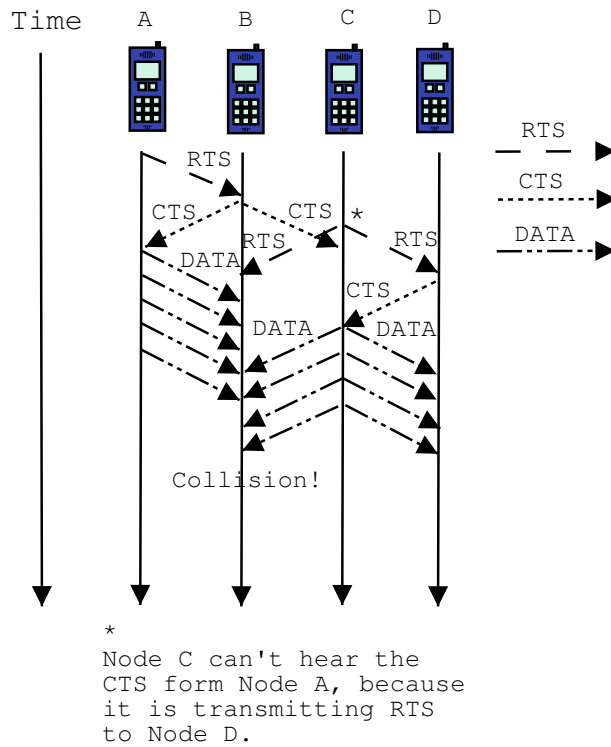 Time A B C D
RTS
RTS
CTS
CTS CTS *
RTS RTS
DATA
DATA
CTS
DATA DATA
Collision!
*
Node C can't hear the
CTS form Node A, because
it is transmitting RTS
to Node D.